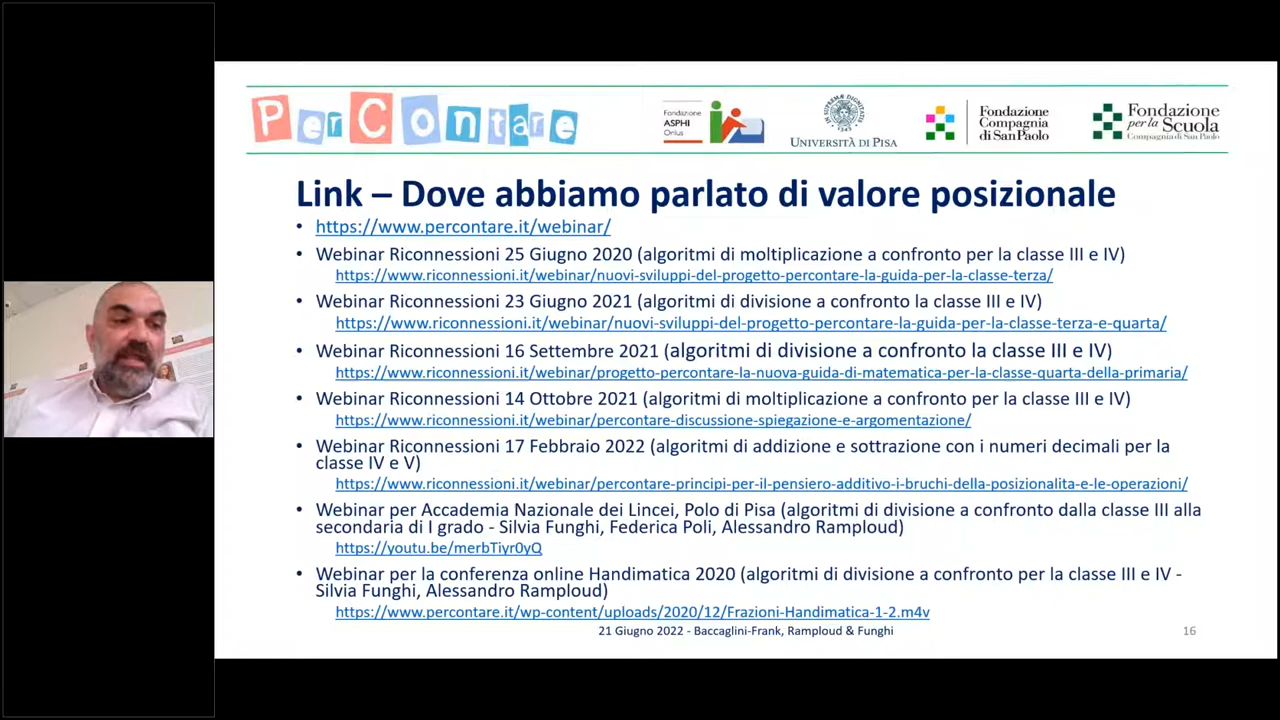 PerContare
Fondazione
ASPHI
Onlus
IN SUPREMÆ DIGNITATIS
1343
UNIVERSITÀ DI PISA
Fondazione
Compagnia
di San Paolo
Fondazione
per la Scuola
Compagnia di San Paolo
Link – Dove abbiamo parlato di valore posizionale
• https://www.percontare.it/webinar/
• Webinar Riconnessioni 25 Giugno 2020 (algoritmi di moltiplicazione a confronto per la classe III e IV)
https://www.riconnessioni.it/webinar/nuovi-sviluppi-del-progetto-percontare-la-guida-per-la-classe-terza/
• Webinar Riconnessioni 23 Giugno 2021 (algoritmi di divisione a confronto la classe III e IV)
https://www.riconnessioni.it/webinar/nuovi-sviluppi-del-progetto-percontare-la-guida-per-la-classe-terza-e-quarta/
• Webinar Riconnessioni 16 Settembre 2021 (algoritmi di divisione a confronto la classe III e IV)
https://www.riconnessioni.it/webinar/progetto-percontare-la-nuova-guida-di-matematica-per-la-classe-quarta-della-primaria/
• Webinar Riconnessioni 14 Ottobre 2021 (algoritmi di moltiplicazione a confronto per la classe III e IV)
https://www.riconnessioni.it/webinar/percontare-discussione-spiegazione-e-argomentazione/
• Webinar Riconnessioni 17 Febbraio 2022 (algoritmi di addizione e sottrazione con i numeri decimali per la
classe IV e V)
https://www.riconnessioni.it/webinar/percontare-principi-per-il-pensiero-additivo-i-bruchi-della-posizionalita-e-le-operazioni/
• Webinar per Accademia Nazionale dei Lincei, Polo di Pisa (algoritmi di divisione a confronto dalla classe III alla
secondaria di I grado - Silvia Funghi, Federica Poli, Alessandro Ramploud)
https://youtu.be/merbTiyr0yQ
• Webinar per la conferenza online Handimatica 2020 (algoritmi di divisione a confronto per la classe III e IV -
Silvia Funghi, Alessandro Ramploud)
https://www.percontare.it/wp-content/uploads/2020/12/Frazioni-Handimatica-1-2.m4v
21 Giugno 2022 - Baccaglini-Frank, Ramploud & Funghi
16